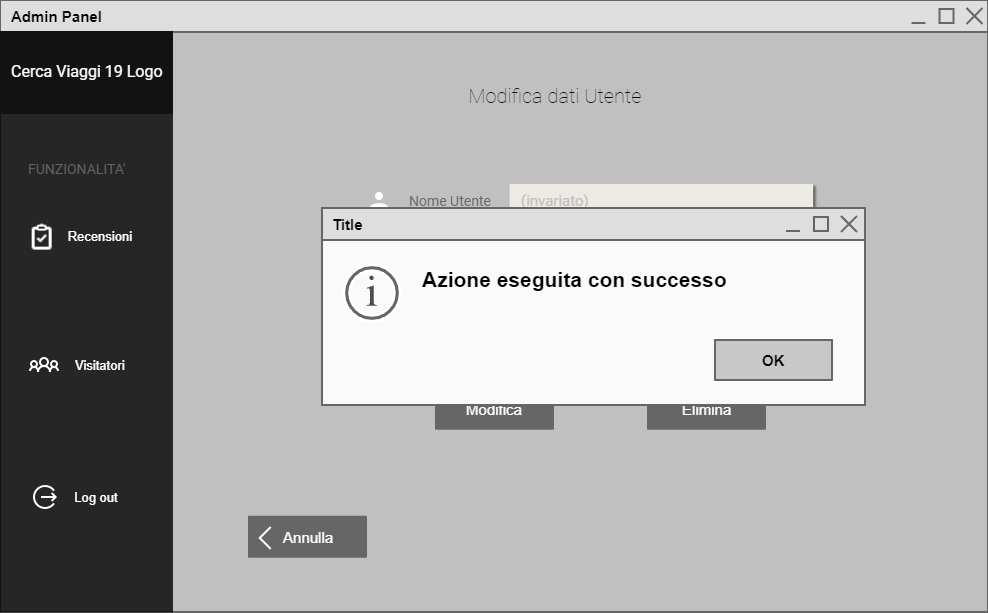 Admin Panel
Cerca Viaggi 19 Logo
FUNZIONALITA'
Recensioni
Visitatori
Log out
Modifica dati Utente
Nome Utente
(invariato)
Title
Azione eseguita con successo
OK
Modifica
Elimina
Annulla